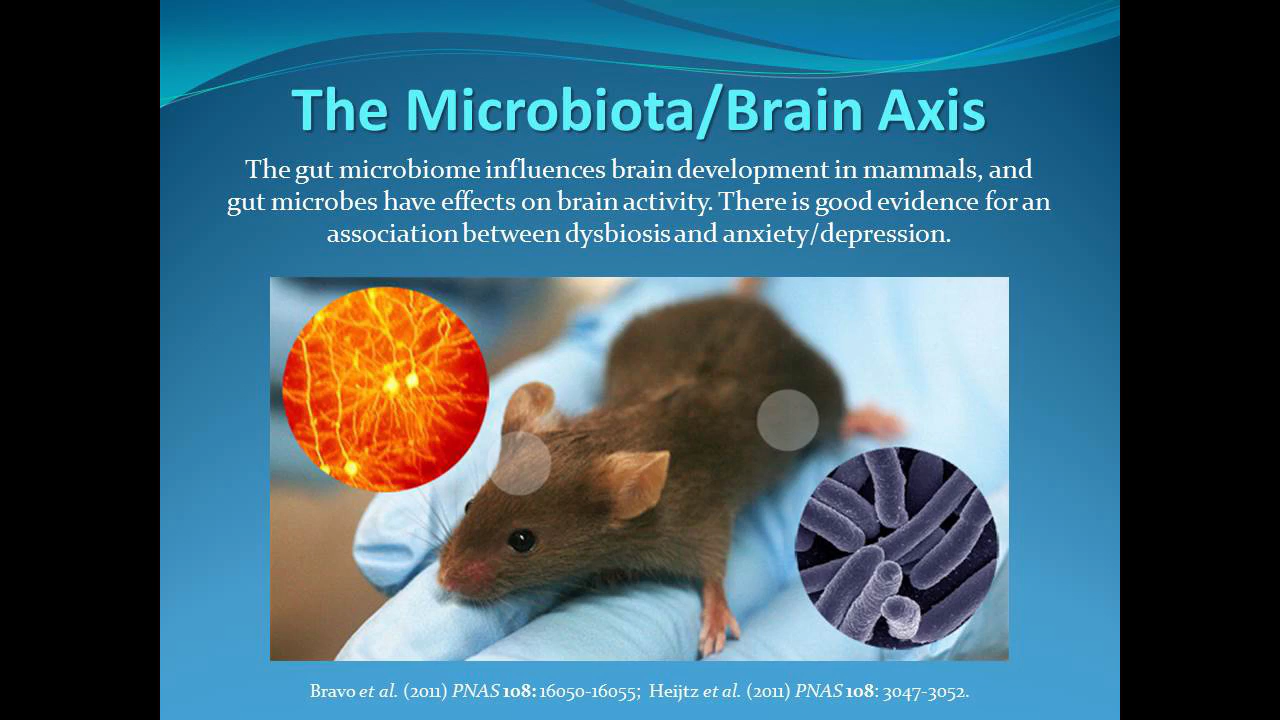 The Microbiota/Brain Axis
The gut microbiome influences brain development in mammals, and
gut microbes have effects on brain activity. There is good evidence for an
association between dysbiosis and anxiety/depression.
Bravo et al. (2011) PNAS 108: 16050-16055;  Heijtz et al. (2011) PNAS 108: 3047-3052.